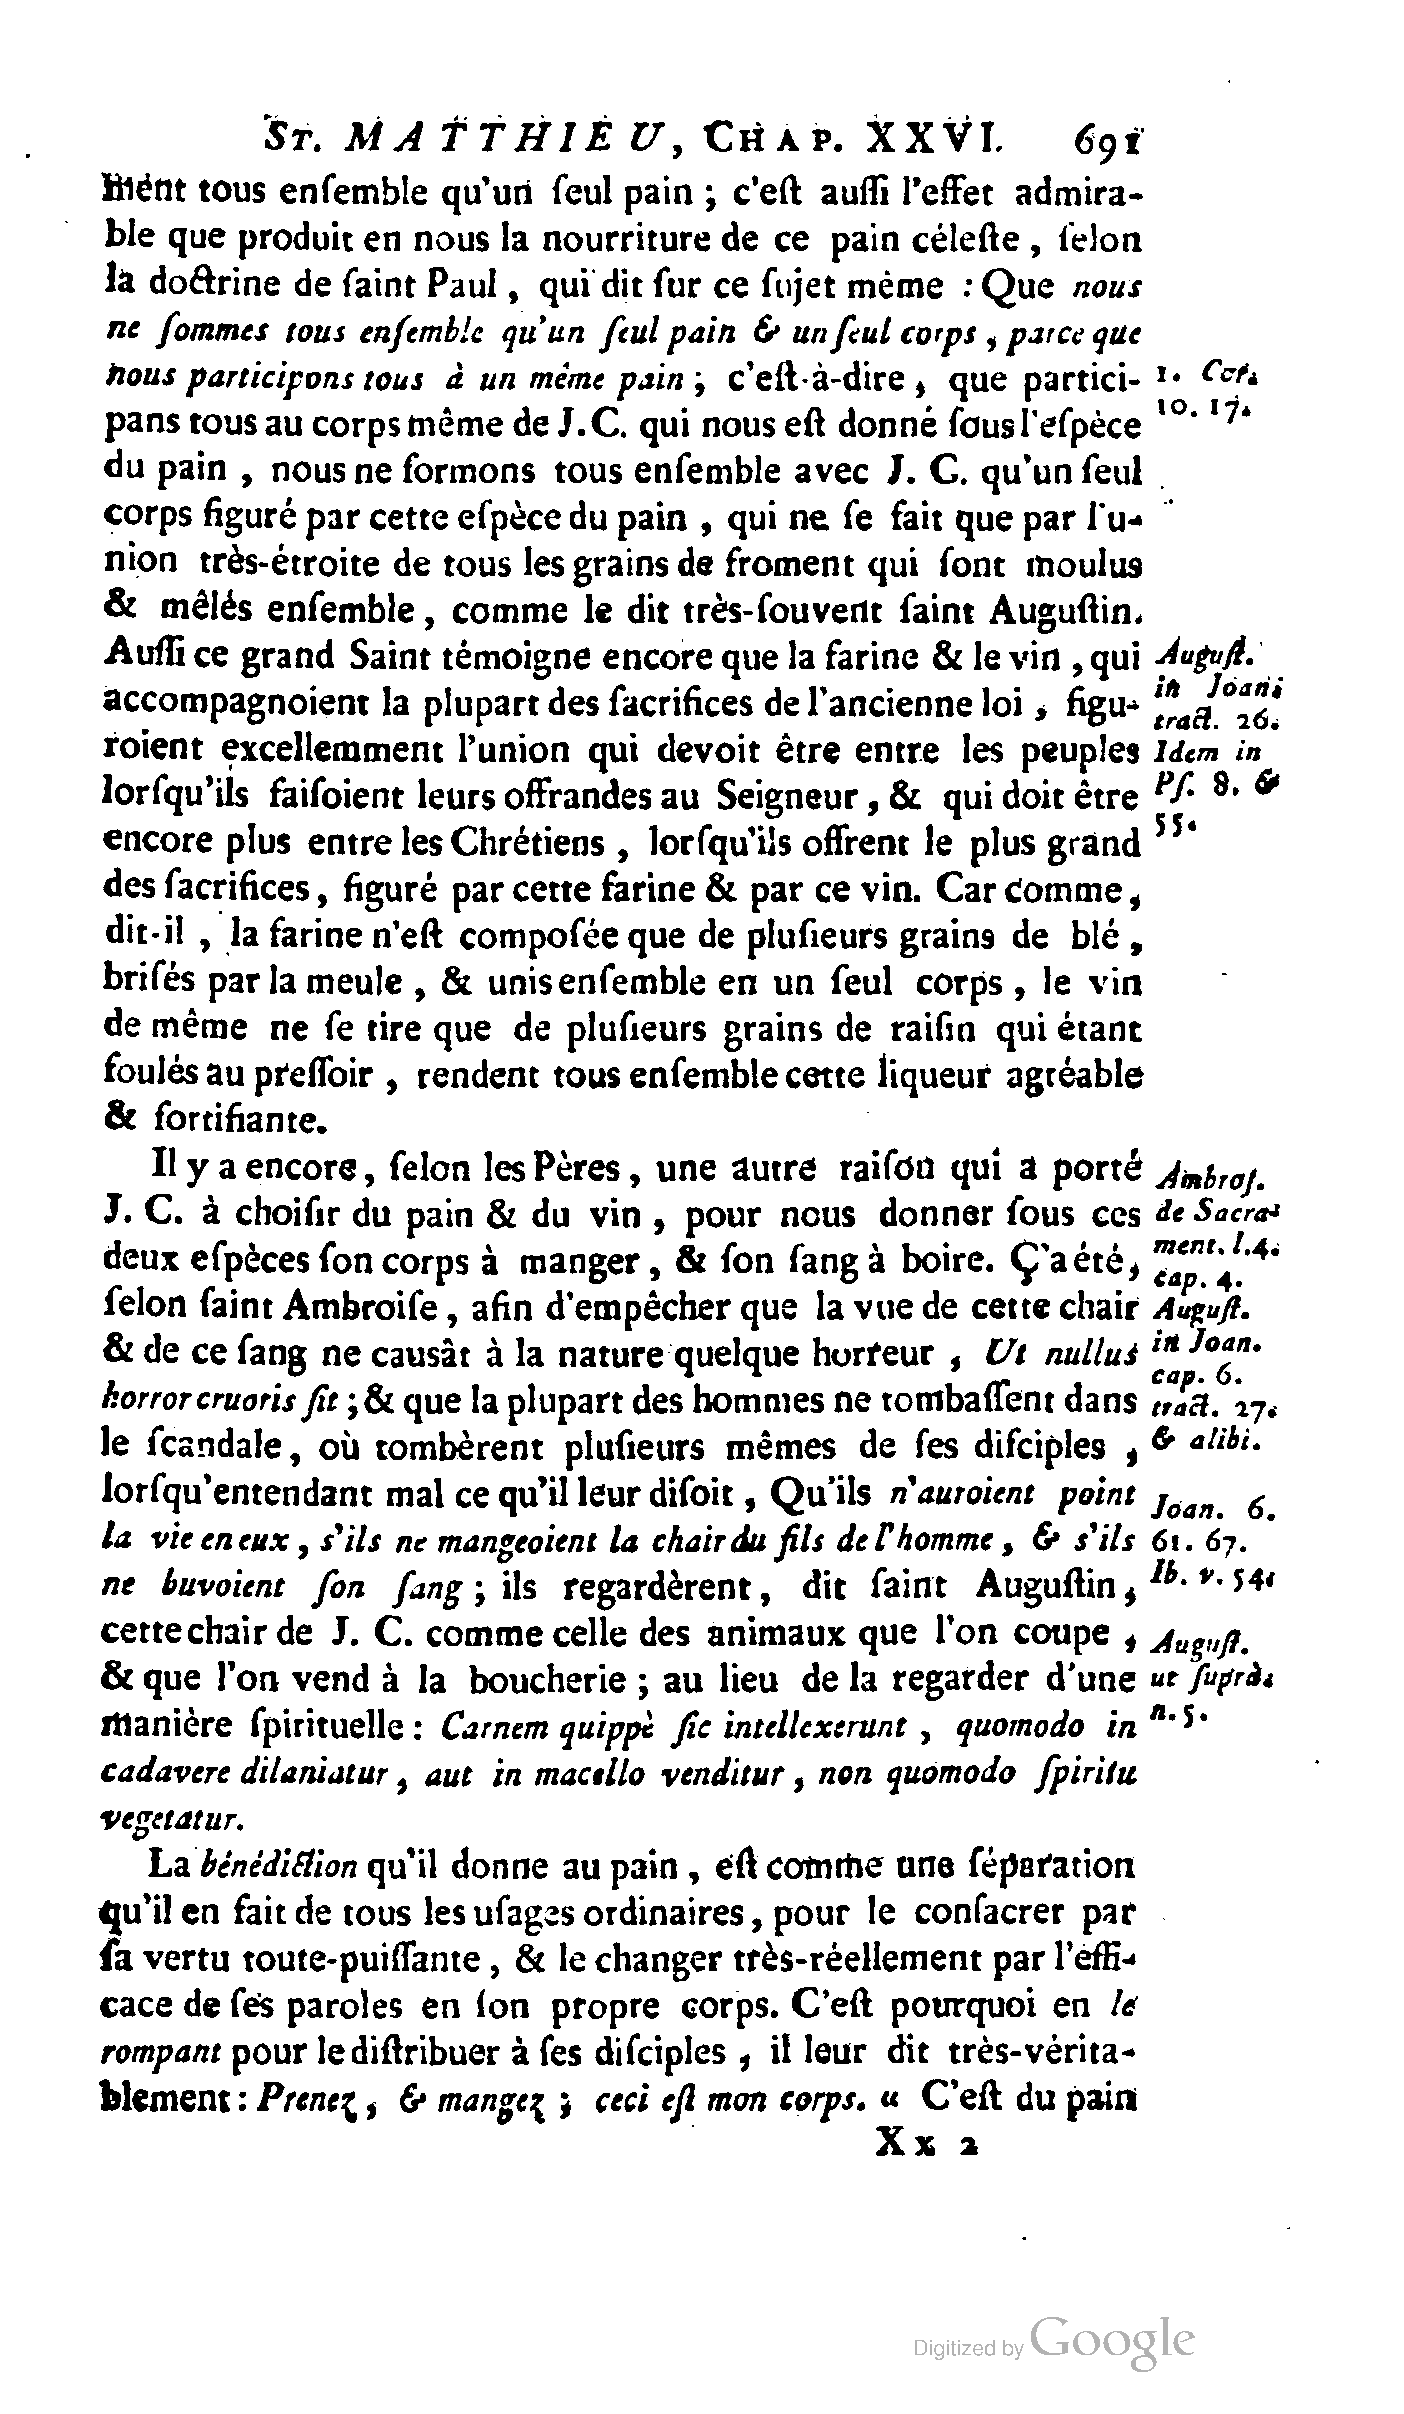 ST. MATTHIEU, CHAP. XXVI. 691
ment tous enſemble qu'un ſeul pain ; c'eſt auſſi l'effet admira-
ble que produit en nous la nourriture de ce pain céleſte , ſelon
la doctrine de ſaint Paul , qui dit ſur ce ſujet même : Que nous
ne ſommes tous enſemble qu'un ſeul pain & un ſeul corps , parce que
nous participons tous à un même pain ; c'eſt-à-dire , que partici-
1. Cor.
pans tous au corps même de J.C. qui nous eſt donné ſous l'eſpèce
10. 17.
du pain , nous ne formons tous enſemble avec J. C. qu'un ſeul
corps figuré par cette eſpèce du pain , qui ne ſe fait que par l'u-
nion très-étroite de tous les grains de froment qui ſont moulus
& mêlés enſemble , comme le dit très-ſouvent ſaint Auguſtin.
Auſſi ce grand Saint témoigne encore que la farine & le vin , qui
Auguſt.
accompagnoient la plupart des ſacrifices de l'ancienne loi , figu-
in Joan.
tract. 26.
roient excellemment l'union qui devoit être entre les peuples
Idem in
lorſqu'ils faiſoient leurs offrandes au Seigneur , & qui doit être
Pſ. 8. &
encore plus entre les Chrétiens , lorſqu'ils offrent le plus grand
55.
des ſacrifices , figuré par cette farine & par ce vin. Car comme ,
dit-il , la farine n'eſt compoſée que de pluſieurs grains de blé ,
briſés par la meule , & unis enſemble en un ſeul corps , le vin
de même ne ſe tire que de pluſieurs grains de raiſin qui étant
foulés au preſſoir , rendent tous enſemble cette liqueur agréable
& fortifiante.
Il y a encore , ſelon les Pères , une autre raiſon qui a porté
Ambroſ.
J. C. à choiſir du pain & du vin , pour nous donner ſous ces
de Sacra-
deux eſpèces ſon corps à manger , & ſon ſang à boire. Ç'a été ,
ment. l.4.
cap. 4.
ſelon ſaint Ambroiſe , afin d'empêcher que la vue de cette chair
Auguſt.
& de ce ſang ne causât à la nature quelque horreur , Ut nullus
in Joan.
cap. 6.
horror cruoris ſit ; & que la plupart des hommes ne tombaſſent dans
tract. 27.
le ſcandale , où tombèrent pluſieurs mêmes de ſes diſciples ,
& alibi.
lorſqu'entendant mal ce qu'il leur diſoit , Qu'ils n'auroient point
Joan. 6.
la vie en eux , s'ils ne mangeoient la chair du fils de l'homme , & s'ils
61. 67.
ne buvoient ſon ſang ; ils regardèrent , dit ſaint Auguſtin ,
Ib. v. 54.
cette chair de J. C. comme celle des animaux que l'on coupe ,
Auguſt.
& que l'on vend à la boucherie ; au lieu de la regarder d'une
ut ſuprà.
manière ſpirituelle : Carnem quippè ſic intellexerunt , quomodo in
n. 5.
cadavere dilaniatur , aut in macello venditur , non quomodo ſpiritu
vegetatur.
La bénédiction qu'il donne au pain , eſt comme une ſéparation
qu'il en fait de tous les uſages ordinaires , pour le conſacrer par
ſa vertu toute-puiſſante , & le changer très-réellement par l'effi-
cace de ſes paroles en ſon propre corps. C'eſt pourquoi en le
rompant pour le diſtribuer à ſes diſciples , il leur dit très-vérita-
blement : Prenez , & mangez ; ceci eſt mon corps. « C'eſt du pain
Xx 2
Digitized by Google